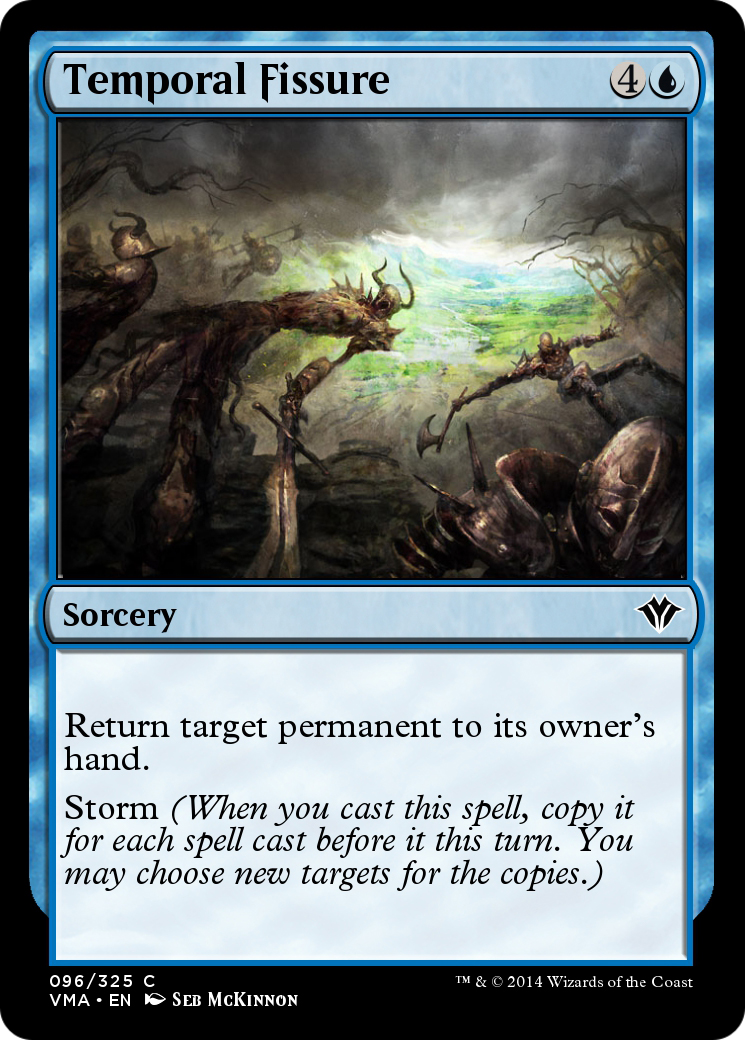 Temporal Fissure 4
Sorcery
Return target permanent to its owner's
hand.
Storm (When you cast this spell, copy it
for each spell cast before it this turn. You
may choose new targets for the copies.)
096/325 C
VMA • EN Seb McKinnon
™ & © 2014 Wizards of the Coast